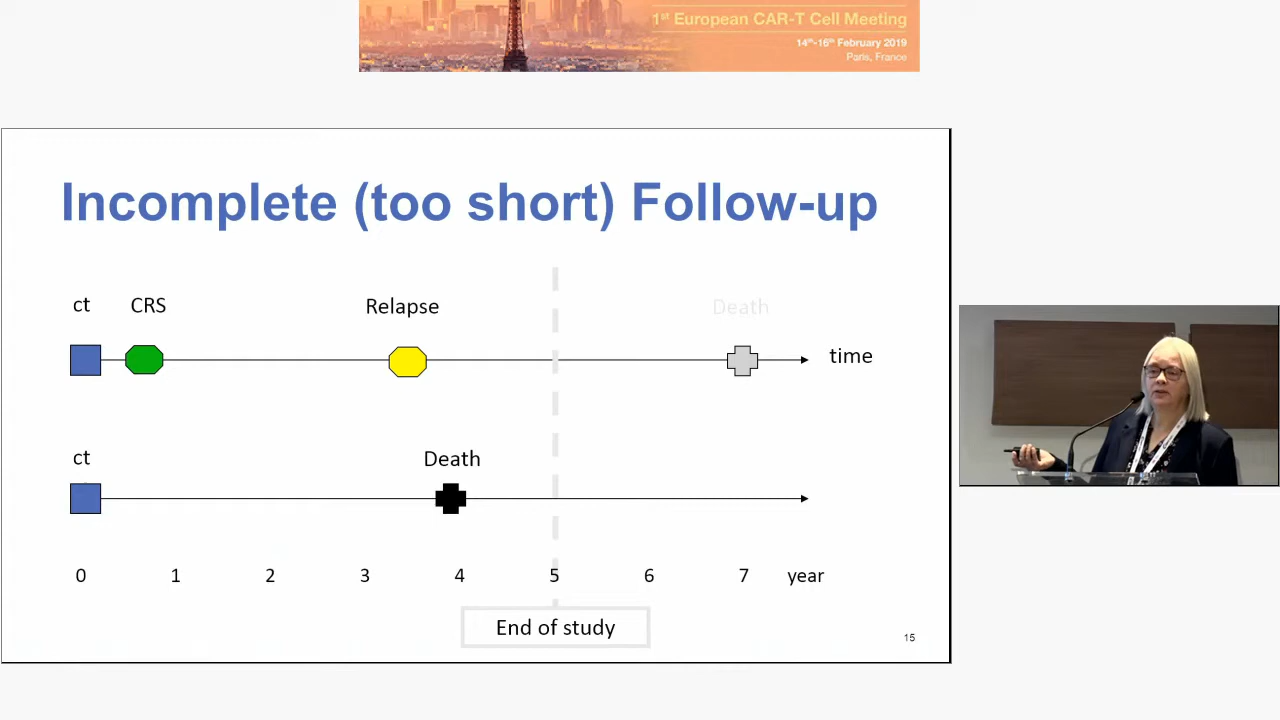 1st European CAR-T Cell Meeting
14th-16th February 2019
Paris, France
Incomplete (too short) Follow-up
ct CRS Relapse Death
time
ct Death
0 1 2 3 4 5 6 7 year
End of study
15